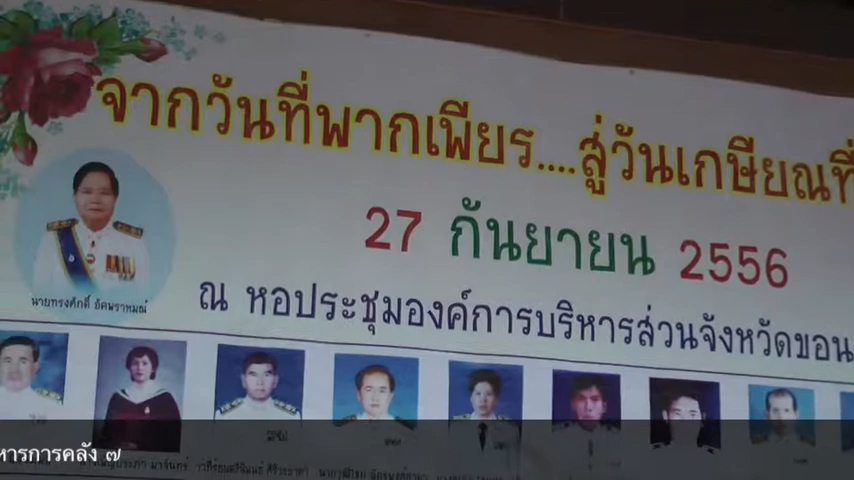 จากวันที่พากเพียร....สู่วันเกษียณที่
27 กันยายน 2556
นายทรงศักดิ์ อัคพราหมณ์
ณ หอประชุมองค์การบริหารส่วนจังหวัดขอน
หารการคลัง ๗